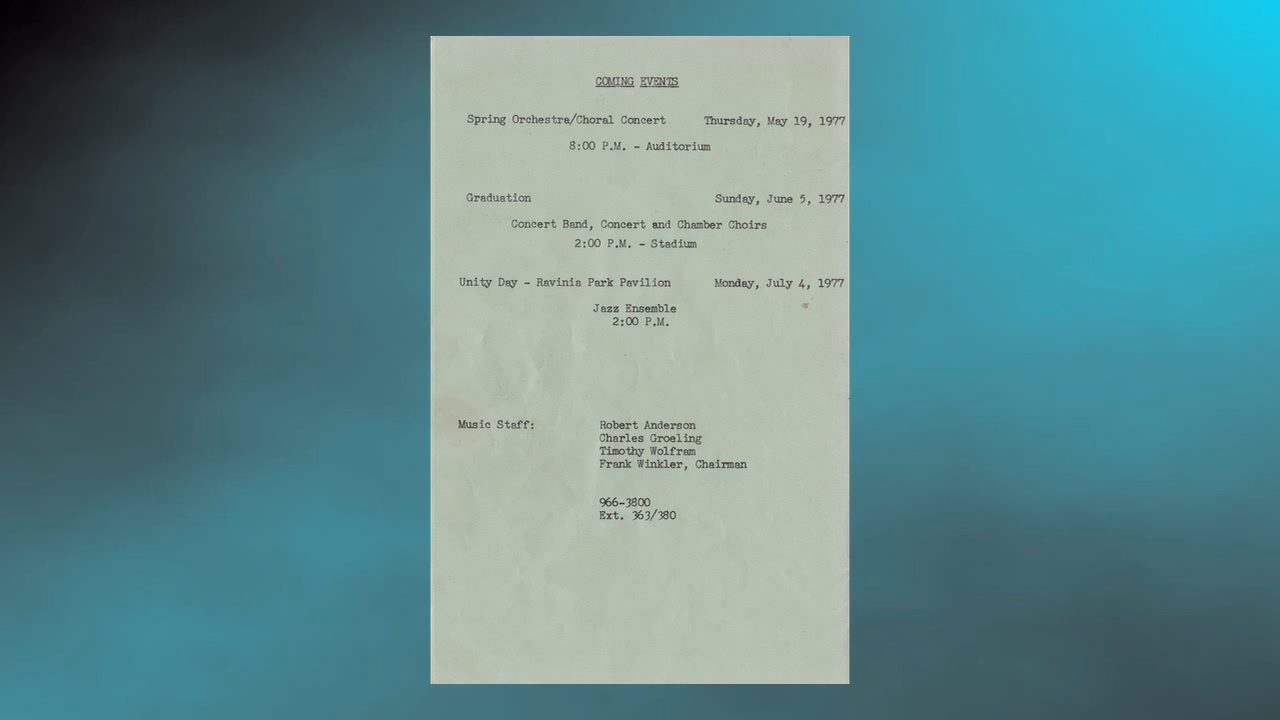 COMING EVENTS
Spring Orchestra/Choral Concert Thursday, May 19, 1977
8:00 P.M. - Auditorium
Graduation Sunday, June 5, 1977
Concert Band, Concert and Chamber Choirs
2:00 P.M. - Stadium
Unity Day - Ravinia Park Pavilion Monday, July 4, 1977
Jazz Ensemble
2:00 P.M.
Music Staff: Robert Anderson
Charles Groeling
Timothy Wolfram
Frank Winkler, Chairman
966-3800
Ext. 363/380